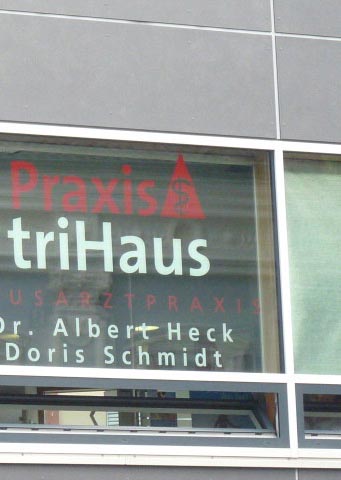 Praxis
triHaus
USARZTPRAXIS
Dr. Albert Heck
Doris Schmidt